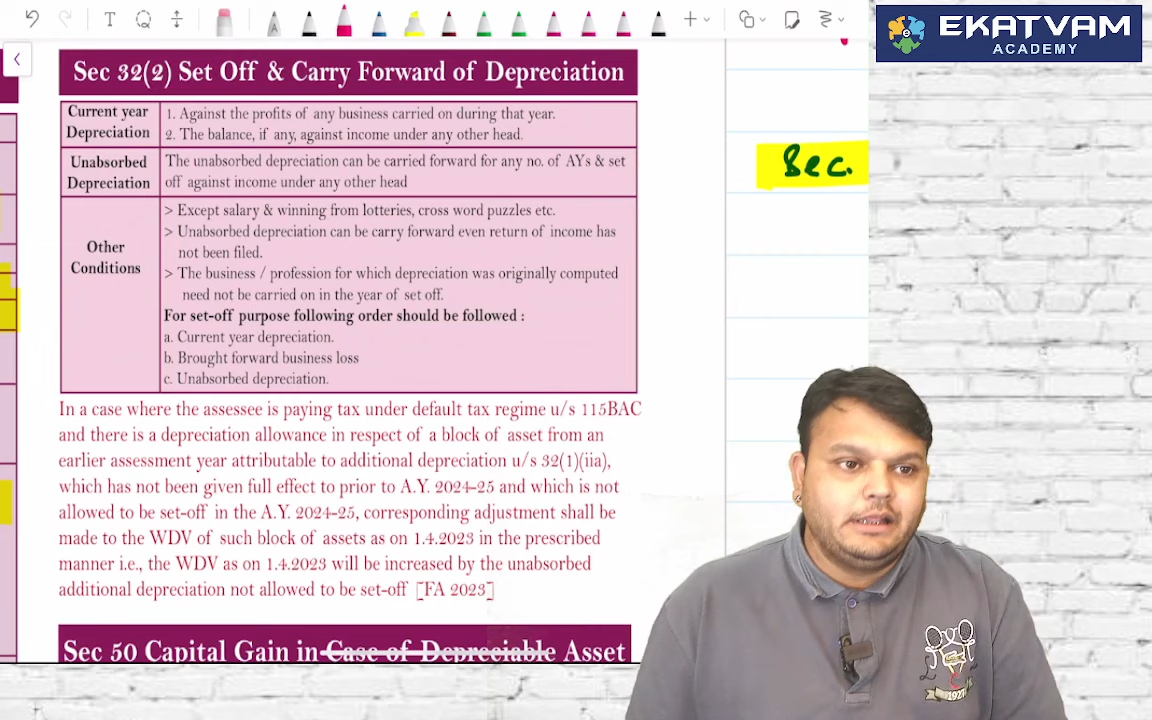 EKATVAM
ACADEMY
Sec 32(2) Set Off & Carry Forward of Depreciation
Current year
Depreciation
1. Against the profits of any business carried on during that year.
2. The balance, if any, against income under any other head.
Unabsorbed
Depreciation
The unabsorbed depreciation can be carried forward for any no. of AYs & set
off against income under any other head
Other
Conditions
> Except salary & winning from lotteries, cross word puzzles etc.
> Unabsorbed depreciation can be carry forward even return of income has
not been filed.
> The business / profession for which depreciation was originally computed
need not be carried on in the year of set off.
For set-off purpose following order should be followed :
a. Current year depreciation.
b. Brought forward business loss
c. Unabsorbed depreciation.
In a case where the assessee is paying tax under default tax regime u/s 115BAC
and there is a depreciation allowance in respect of a block of asset from an
earlier assessment year attributable to additional depreciation u/s 32(1)(iia),
which has not been given full effect to prior to A.Y. 2024-25 and which is not
allowed to be set-off in the A.Y. 2024-25, corresponding adjustment shall be
made to the WDV of such block of assets as on 1.4.2023 in the prescribed
manner i.e., the WDV as on 1.4.2023 will be increased by the unabsorbed
additional depreciation not allowed to be set-off [FA 2023]
Sec 50 Capital Gain in Case of Depreciable Asset
Sec.
T
1921